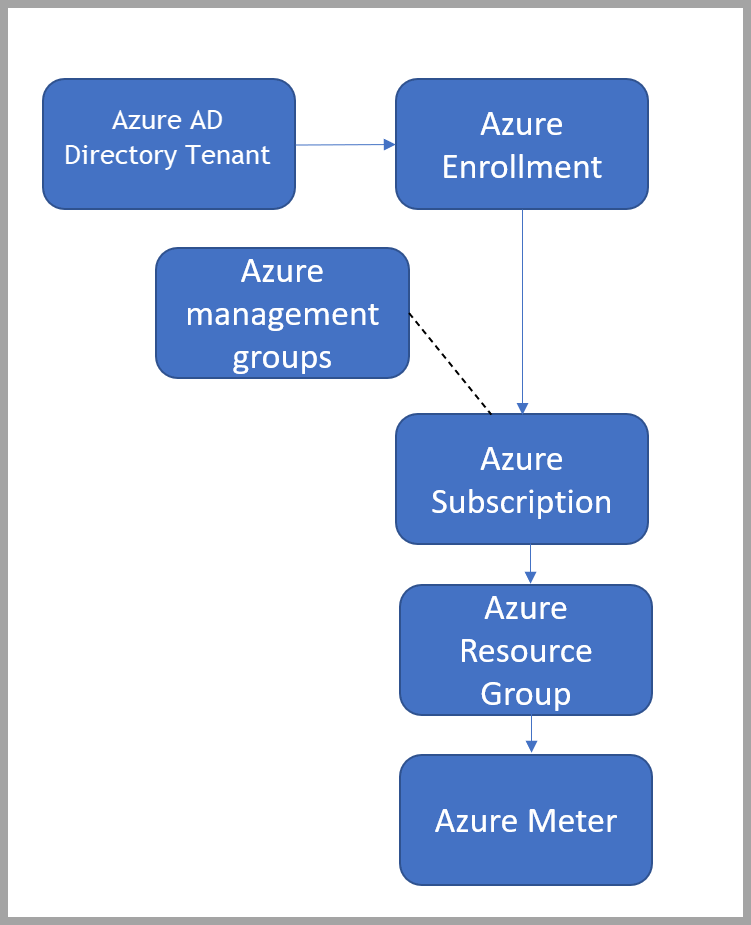 Azure AD
Directory Tenant
Azure
Enrollment
Azure
management
groups
Azure
Subscription
Azure
Resource
Group
Azure Meter